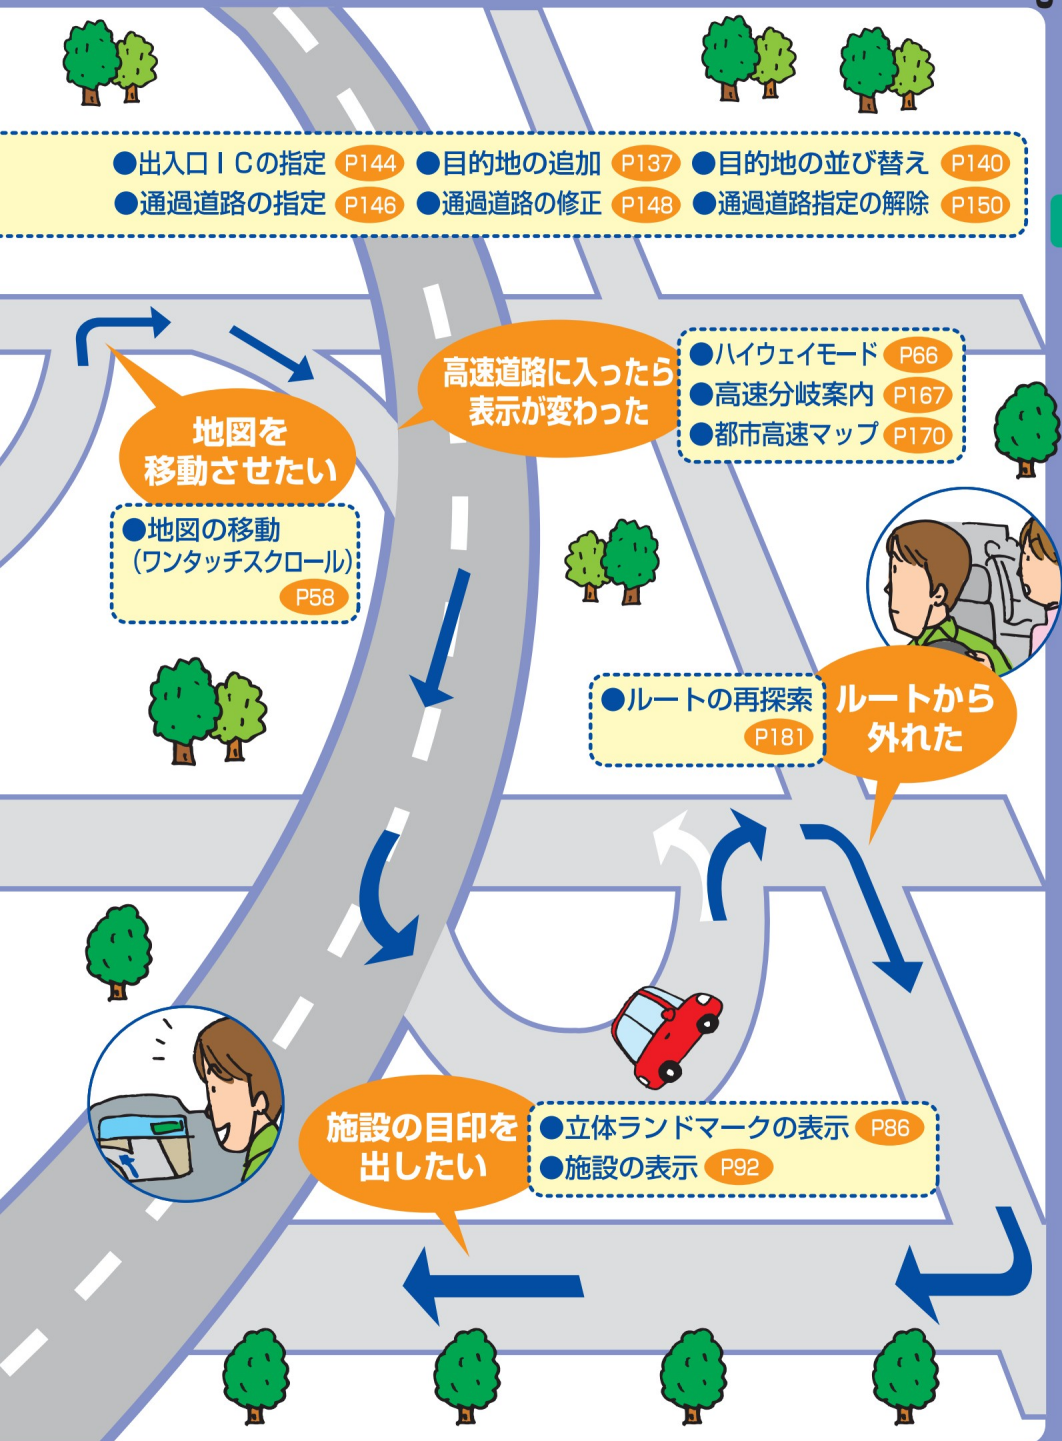 ●出入口ICの指定 P144 ●目的地の追加 P137 ●目的地の並び替え P140
●通過道路の指定 P146 ●通過道路の修正 P148 ●通過道路指定の解除 P150
高速道路に入ったら
表示が変わった
●ハイウェイモード P66
●高速分岐案内 P167
●都市高速マップ P170
地図を
移動させたい
●地図の移動
(ワンタッチスクロール)
P58
●ルートの再探索
P181
ルートから
外れた
施設の目印を
出したい
●立体ランドマークの表示 P86
●施設の表示 P92